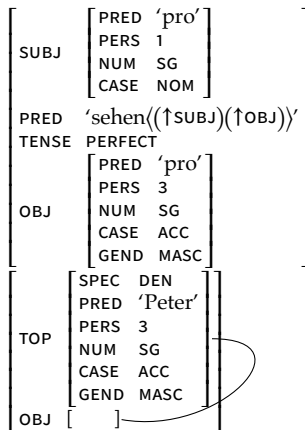 PRED 'pro'
PERS 1
SUBJ
NUM SG
CASE NOM
PRED 'sehen⟨(↑SUBJ)(↑OBJ)⟩'
TENSE PERFECT
PRED 'pro'
PERS 3
OBJ NUM SG
CASE ACC
GEND MASC
SPEC DEN
PRED 'Peter'
PERS 3
TOP
NUM SG
CASE ACC
GEND MASC
OBJ [ ]